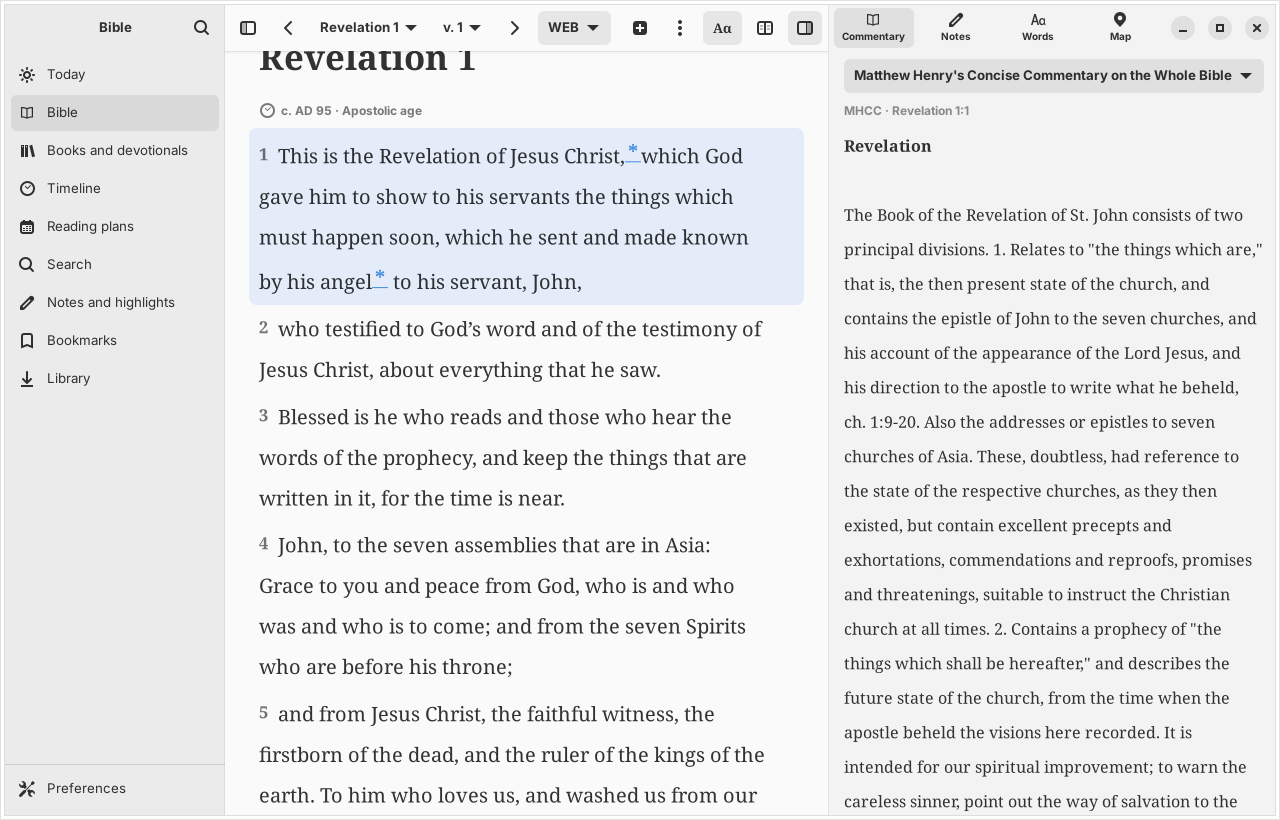 Bible
Today
Bible
Books and devotionals
Timeline
Reading plans
Search
Notes and highlights
Bookmarks
Library
Preferences
Revelation 1
v. 1
WEB
Aα
Revelation 1
c. AD 95 · Apostolic age
1 This is the Revelation of Jesus Christ,* which God
gave him to show to his servants the things which
must happen soon, which he sent and made known
by his angel* to his servant, John,
2 who testified to God’s word and of the testimony of
Jesus Christ, about everything that he saw.
3 Blessed is he who reads and those who hear the
words of the prophecy, and keep the things that are
written in it, for the time is near.
4 John, to the seven assemblies that are in Asia:
Grace to you and peace from God, who is and who
was and who is to come; and from the seven Spirits
who are before his throne;
5 and from Jesus Christ, the faithful witness, the
firstborn of the dead, and the ruler of the kings of the
earth. To him who loves us, and washed us from our
Commentary
Notes
Aα
Words
Map
Matthew Henry's Concise Commentary on the Whole Bible
MHCC · Revelation 1:1
Revelation
The Book of the Revelation of St. John consists of two
principal divisions. 1. Relates to "the things which are,"
that is, the then present state of the church, and
contains the epistle of John to the seven churches, and
his account of the appearance of the Lord Jesus, and
his direction to the apostle to write what he beheld,
ch. 1:9-20. Also the addresses or epistles to seven
churches of Asia. These, doubtless, had reference to
the state of the respective churches, as they then
existed, but contain excellent precepts and
exhortations, commendations and reproofs, promises
and threatenings, suitable to instruct the Christian
church at all times. 2. Contains a prophecy of "the
things which shall be hereafter," and describes the
future state of the church, from the time when the
apostle beheld the visions here recorded. It is
intended for our spiritual improvement; to warn the
careless sinner, point out the way of salvation to the